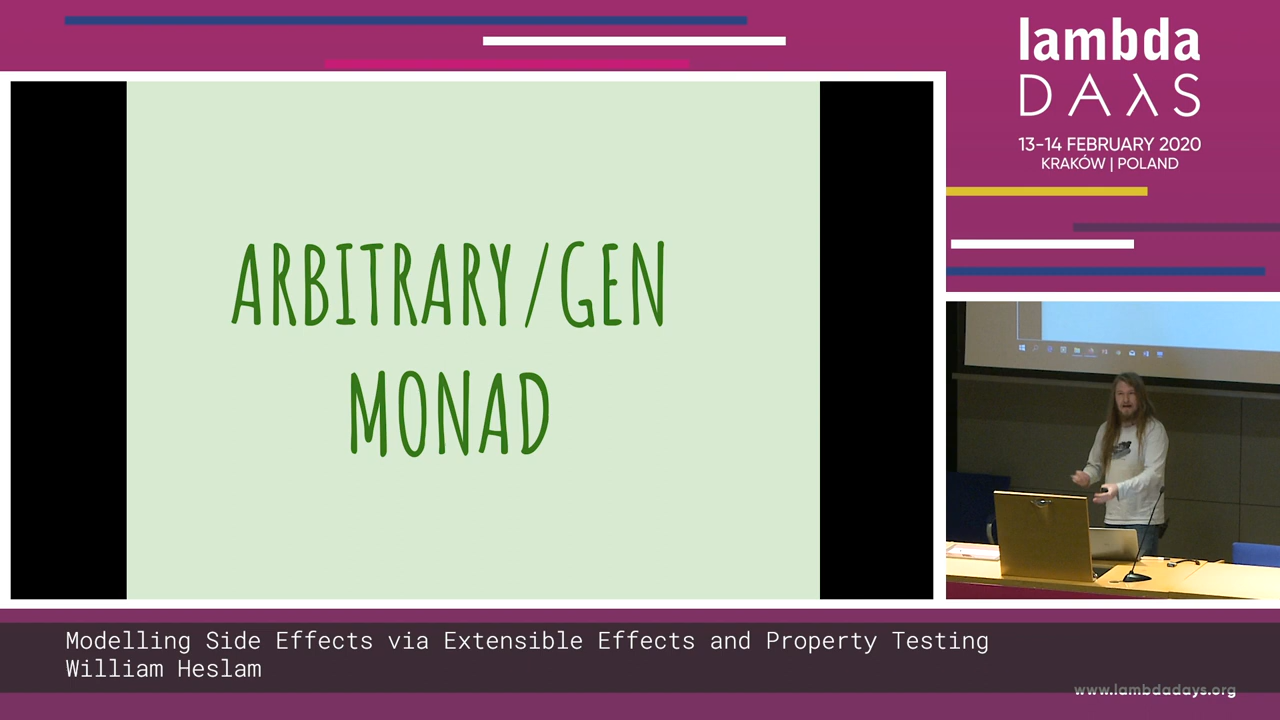 lambda
DAλS
13-14 FEBRUARY 2020
KRAKÓW | POLAND
ARBITRARY/GEN
MONAD
Modelling Side Effects via Extensible Effects and Property Testing
William Heslam
www.lambdadays.org